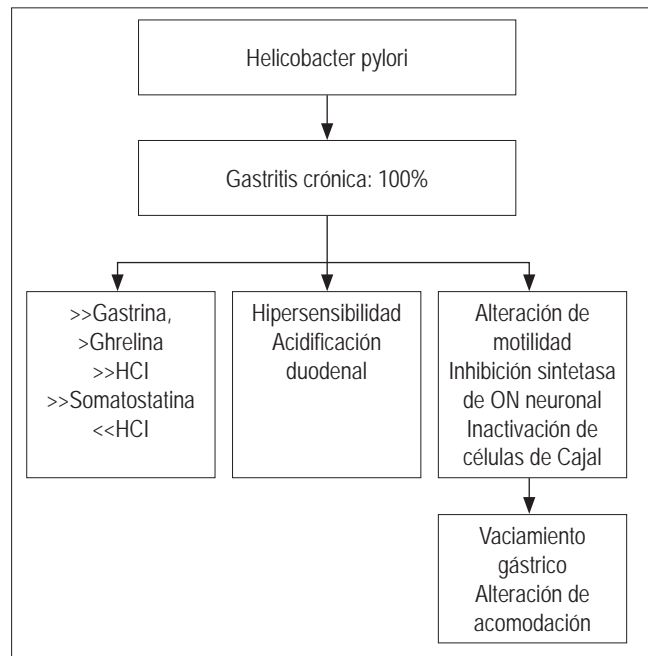 Helicobacter pylori
Gastritis crónica: 100%
>>Gastrina,
>Ghrelina
>>HCl
>>Somatostatina
<<HCl
Hipersensibilidad
Acidificación
duodenal
Alteración de
motilidad
Inhibición sintetasa
de ON neuronal
Inactivación de
células de Cajal
Vaciamiento
gástrico
Alteración de
acomodación